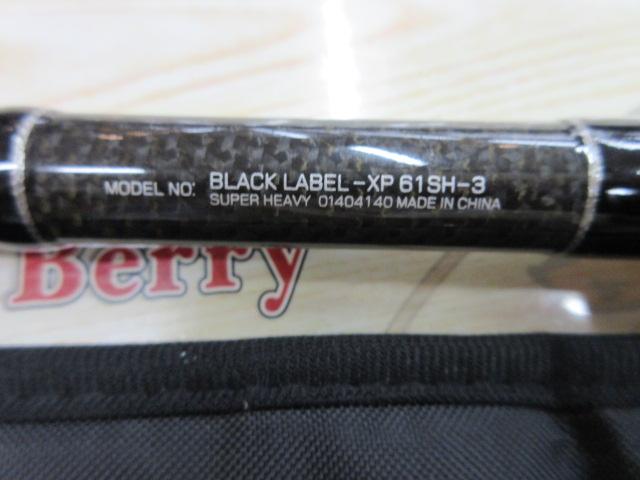 MODEL NO: BLACK LABEL-XP 61SH-3
SUPER HEAVY 01404140 MADE IN CHINA
Berry